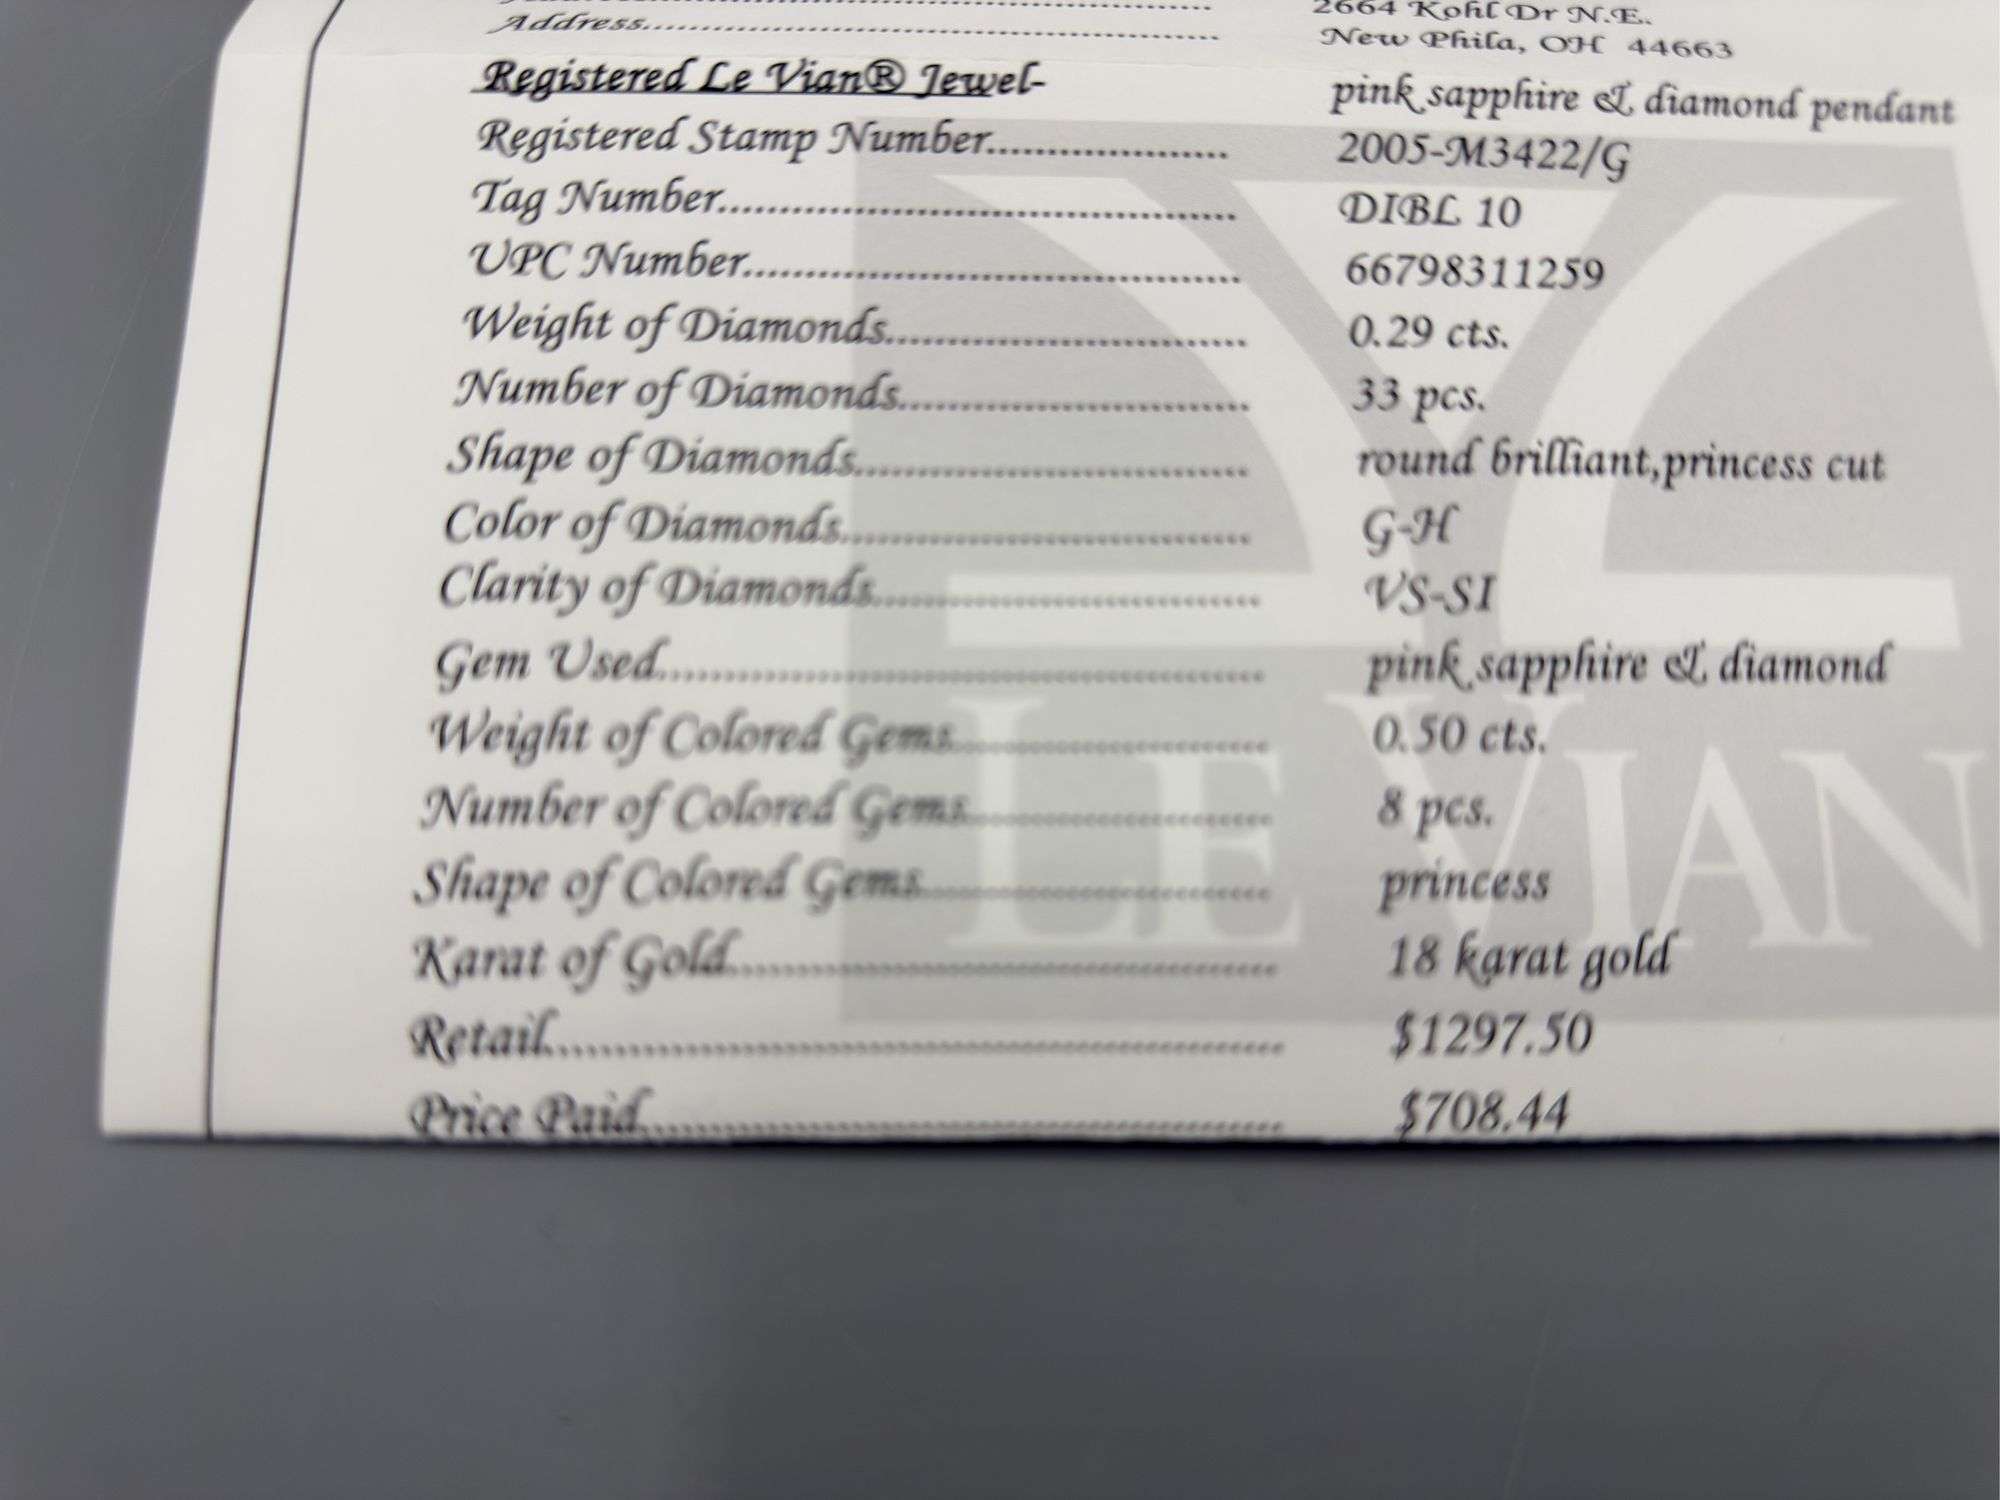 Address.............................. 2664 Kohl Dr N.E.
New Phila, OH 44663
Registered Le Vian® Jewel- pink sapphire & diamond pendant
Registered Stamp Number.................... 2005-M3422/G
Tag Number.......................................... DIBL 10
UPC Number........................................ 66798311259
Weight of Diamonds.............................. 0.29 cts.
Number of Diamonds............................. 33 pcs.
Shape of Diamonds................................ round brilliant,princess cut
Color of Diamonds................................. G-H
Clarity of Diamonds............................... VS-SI
Gem Used................................................ pink sapphire & diamond
Weight of Colored Gems......................... 0.50 cts.
Number of Colored Gems........................ 8 pcs.
Shape of Colored Gems........................... princess
Karat of Gold.......................................... 18 karat gold
Retail......................................................... $1297.50
Price Paid.................................................. $708.44
LE VIAN